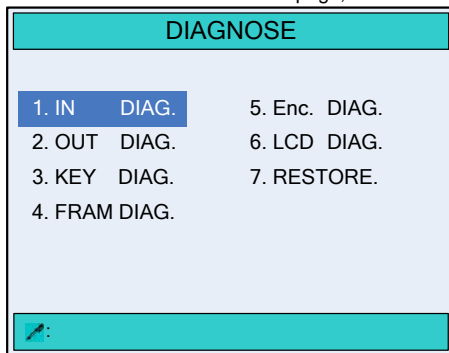 DIAGNOSE
1. IN DIAG.
2. OUT DIAG.
3. KEY DIAG.
4. FRAM DIAG.
5. Enc. DIAG.
6. LCD DIAG.
7. RESTORE.
: